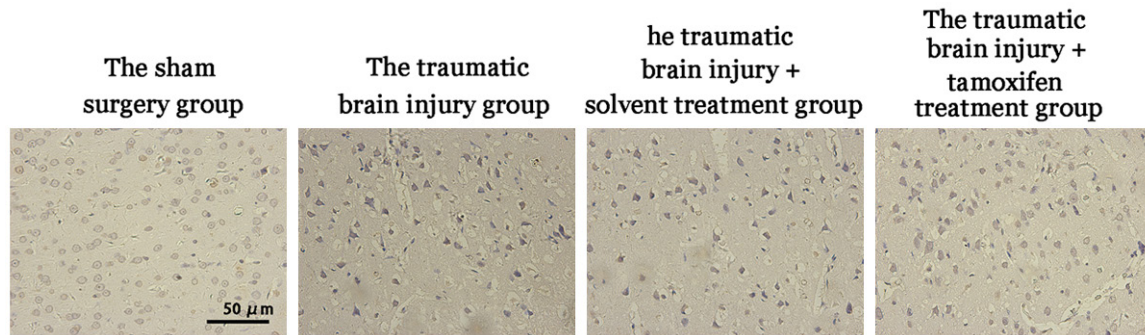 The sham
surgery group
The traumatic
brain injury group
he traumatic
brain injury +
solvent treatment group
The traumatic
brain injury +
tamoxifen
treatment group
50 μm